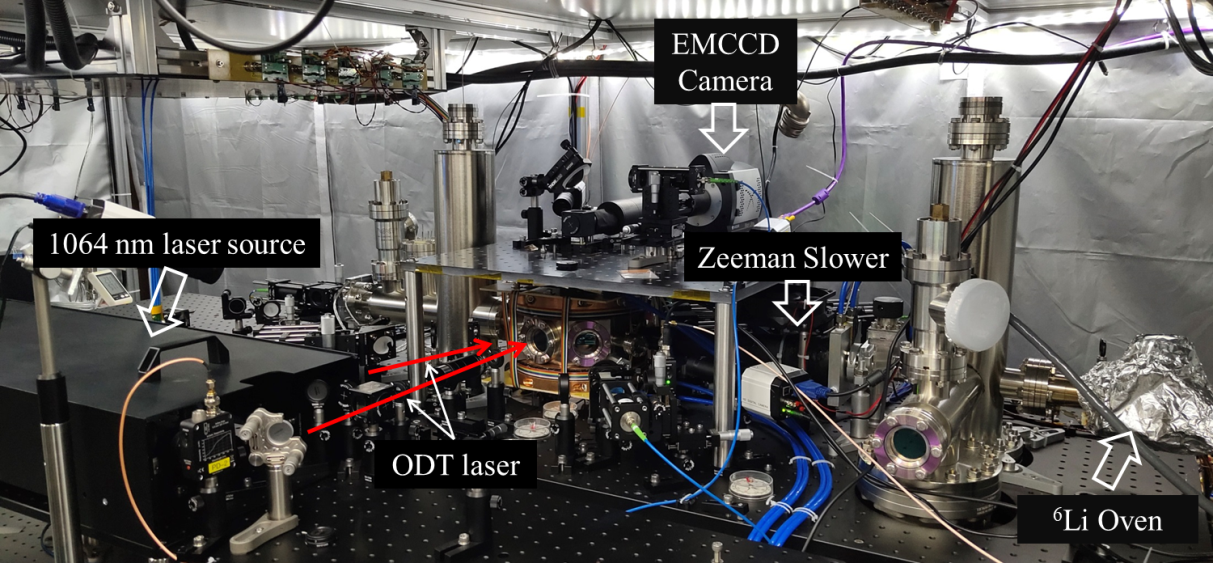 EMCCD
Camera
1064 nm laser source
Zeeman Slower
ODT laser
⁶Li Oven